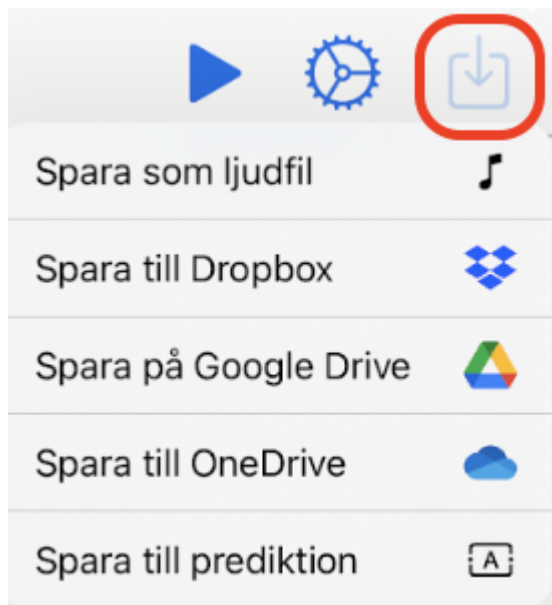 Spara som ljudfil
Spara till Dropbox
Spara på Google Drive
Spara till OneDrive
Spara till prediktion
A